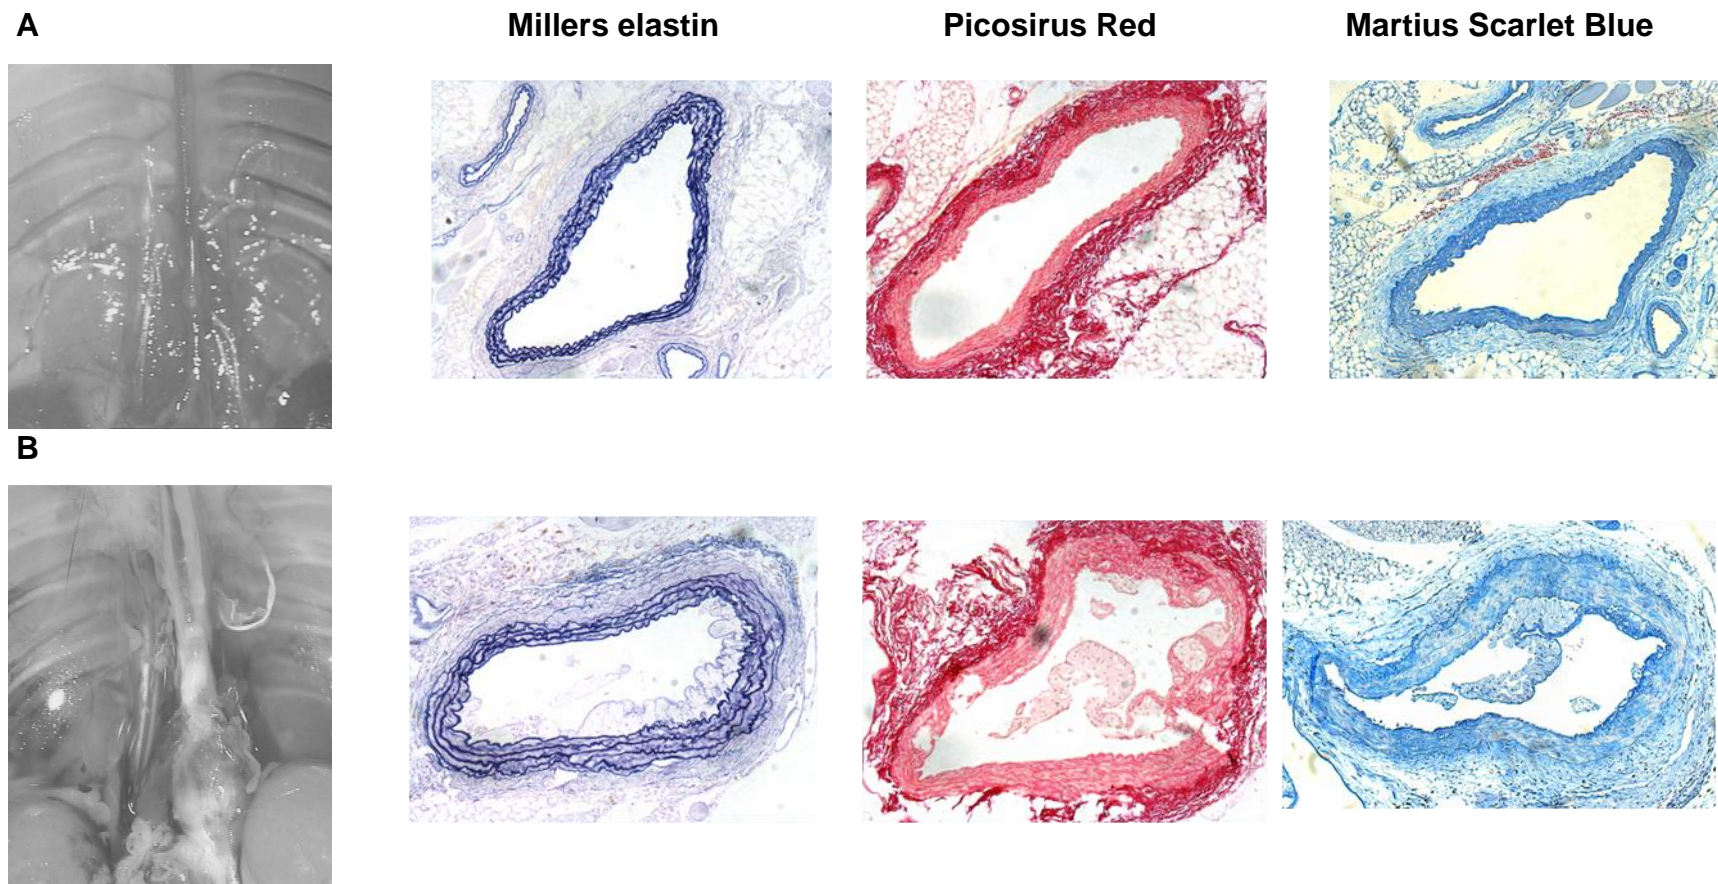 A
Millers elastin
Picosirus Red
Martius Scarlet Blue
B